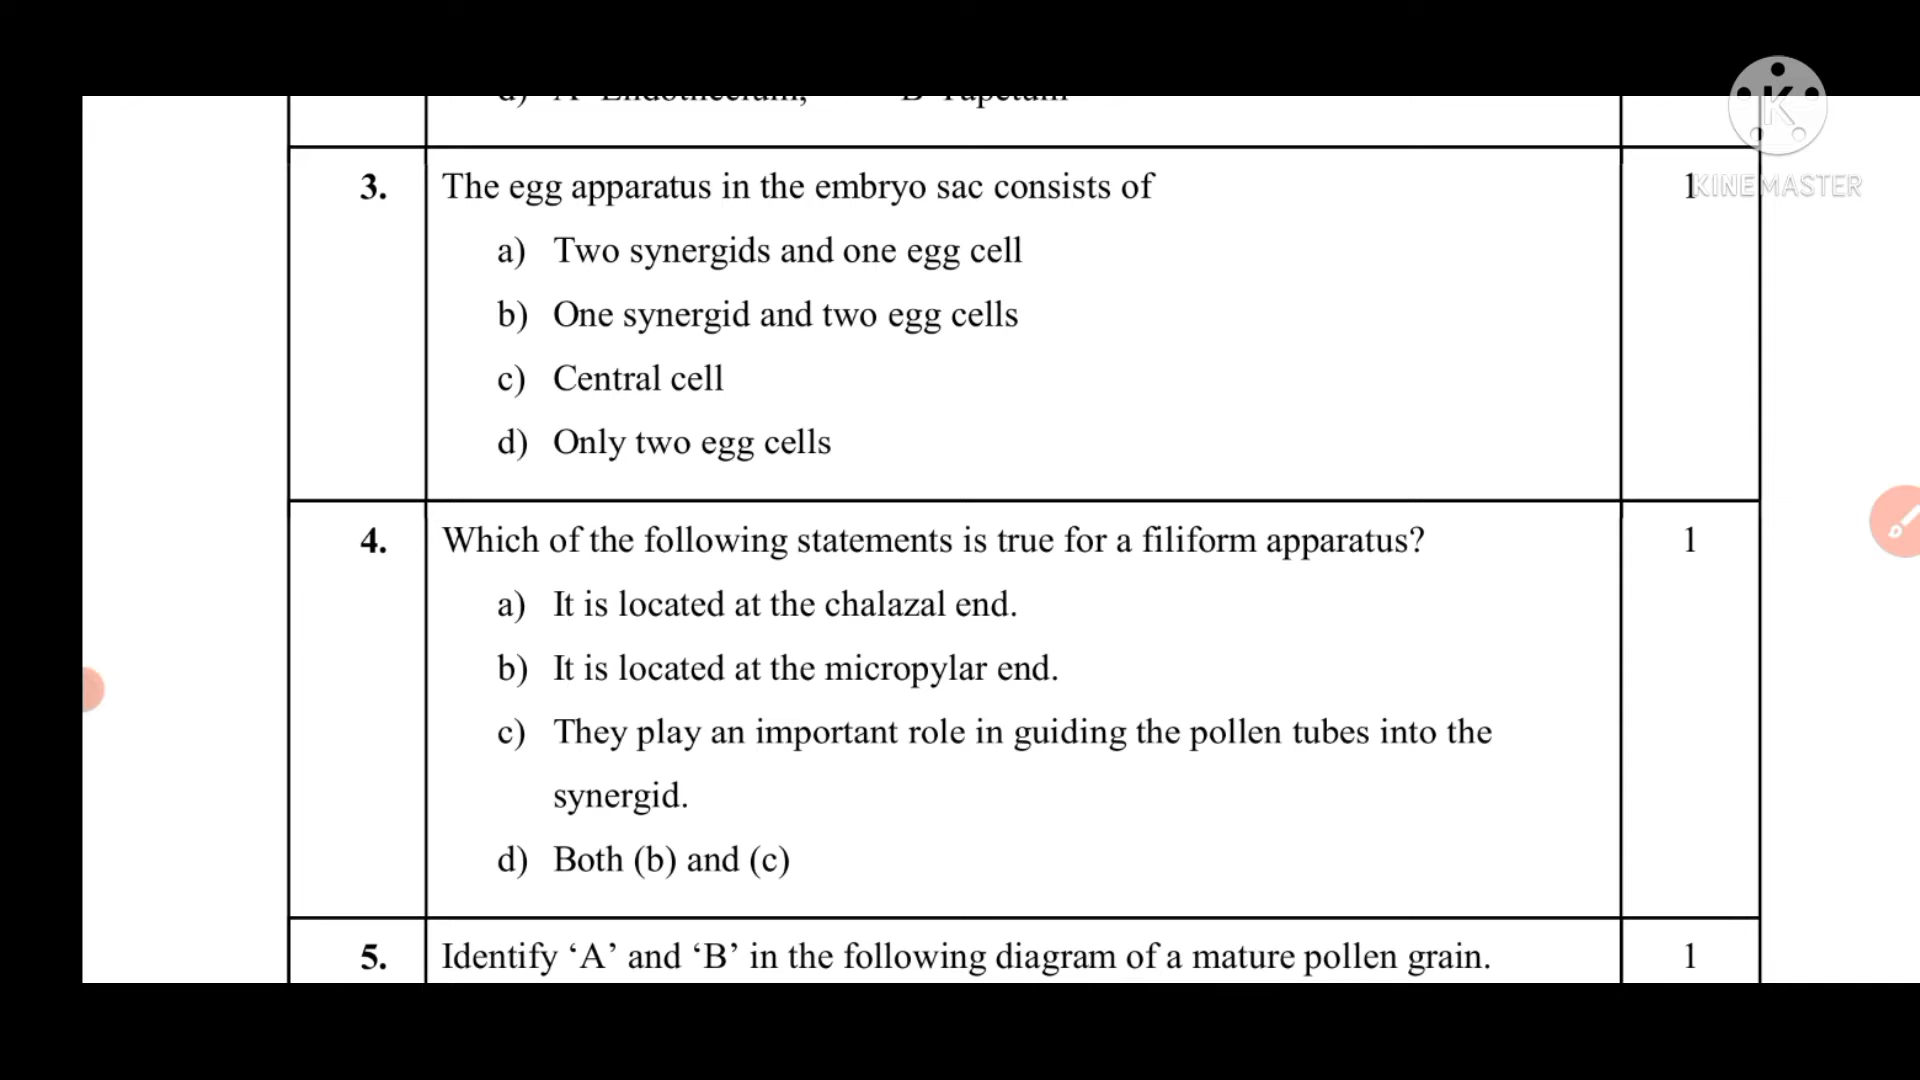 3. The egg apparatus in the embryo sac consists of 1
KINEMASTER
a) Two synergids and one egg cell
b) One synergid and two egg cells
c) Central cell
d) Only two egg cells
4. Which of the following statements is true for a filiform apparatus? 1
a) It is located at the chalazal end.
b) It is located at the micropylar end.
c) They play an important role in guiding the pollen tubes into the
synergid.
d) Both (b) and (c)
5. Identify ‘A’ and ‘B’ in the following diagram of a mature pollen grain. 1